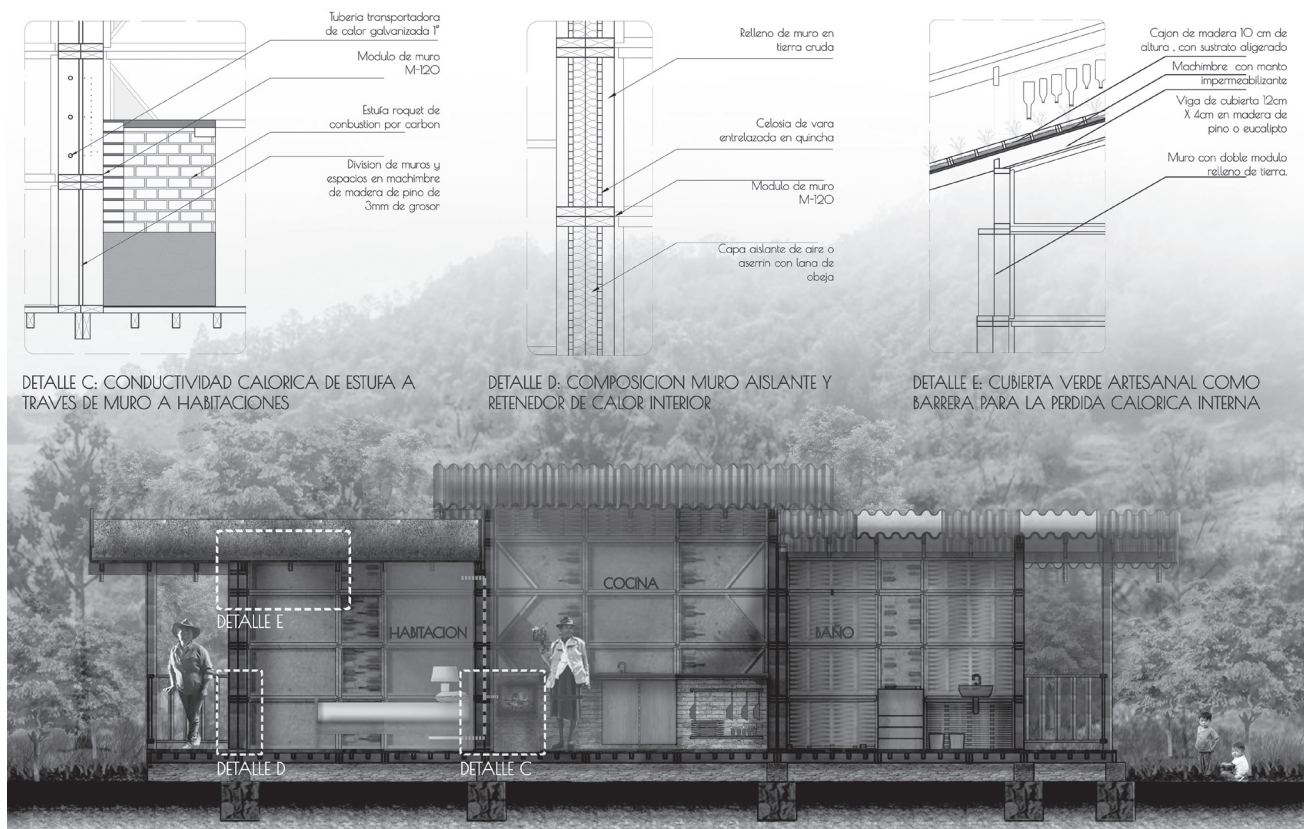 Tuberia transportadora
de calor galvanizada 1"
Modulo de muro
M-120
Estufa roquet de
conbustion por carbon
Division de muros y
espacios en machimbre
de madera de pino de
3mm de grosor
DETALLE C: CONDUCTIVIDAD CALORICA DE ESTUFA A
TRAVES DE MURO A HABITACIONES
Relleno de muro en
tierra cruda
Celosia de vara
entrelazada en quincha
Modulo de muro
M-120
Capa aislante de aire o
aserrin con lana de
obeja
DETALLE D: COMPOSICION MURO AISLANTE Y
RETENEDOR DE CALOR INTERIOR
Cajon de madera 10 cm de
altura , con sustrato aligerado
Machimbre con manto
impermeabilizante
Viga de cubierta 12cm
X 4cm en madera de
pino o eucalipto
Muro con doble modulo
relleno de tierra.
DETALLE E: CUBIERTA VERDE ARTESANAL COMO
BARRERA PARA LA PERDIDA CALORICA INTERNA
COCINA
DETALLE E
HABITACION
BAÑO
DETALLE D
DETALLE C